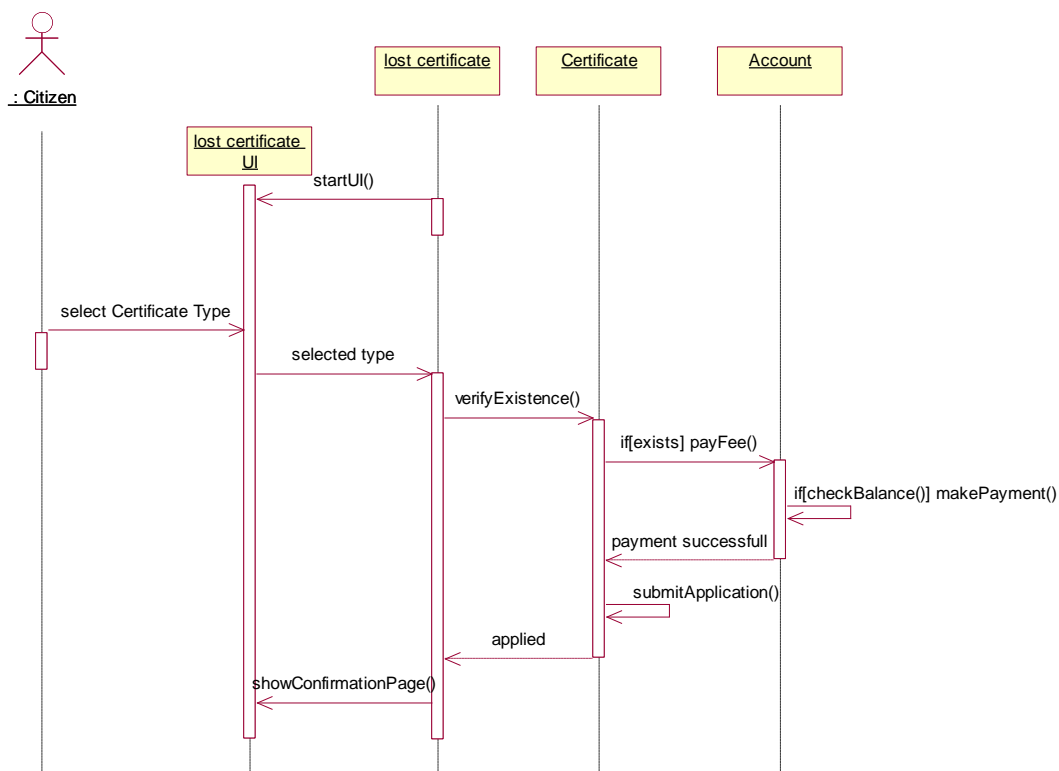 : Citizen
lost certificate
Certificate
Account
lost certificate
UI
startUI()
select Certificate Type
selected type
verifyExistence()
if[exists] payFee()
if[checkBalance()] makePayment()
payment successfull
submitApplication()
applied
showConfirmationPage()